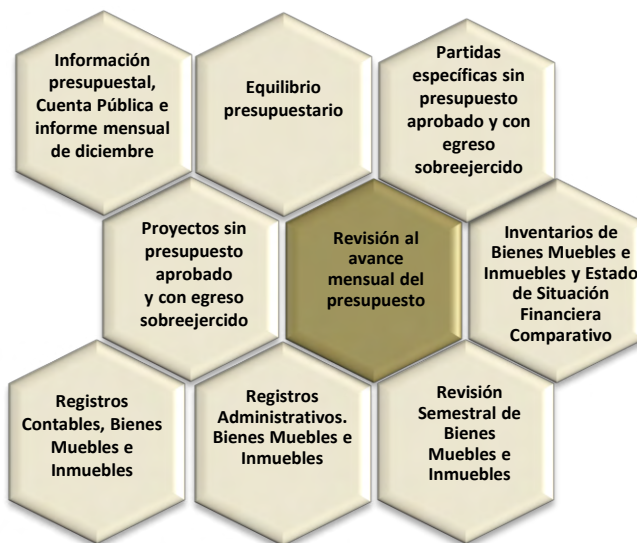 Información
presupuestal,
Cuenta Pública e
informe mensual
de diciembre
Equilibrio
presupuestario
Partidas
específicas sin
presupuesto
aprobado y con
egreso
sobreejercido
Proyectos sin
presupuesto
aprobado
y con egreso
sobreejercido
Revisión al
avance
mensual del
presupuesto
Inventarios de
Bienes Muebles e
Inmuebles y Estado
de Situación
Financiera
Comparativo
Registros
Contables, Bienes
Muebles e
Inmuebles
Registros
Administrativos.
Bienes Muebles e
Inmuebles
Revisión
Semestral de
Bienes
Muebles e
Inmuebles